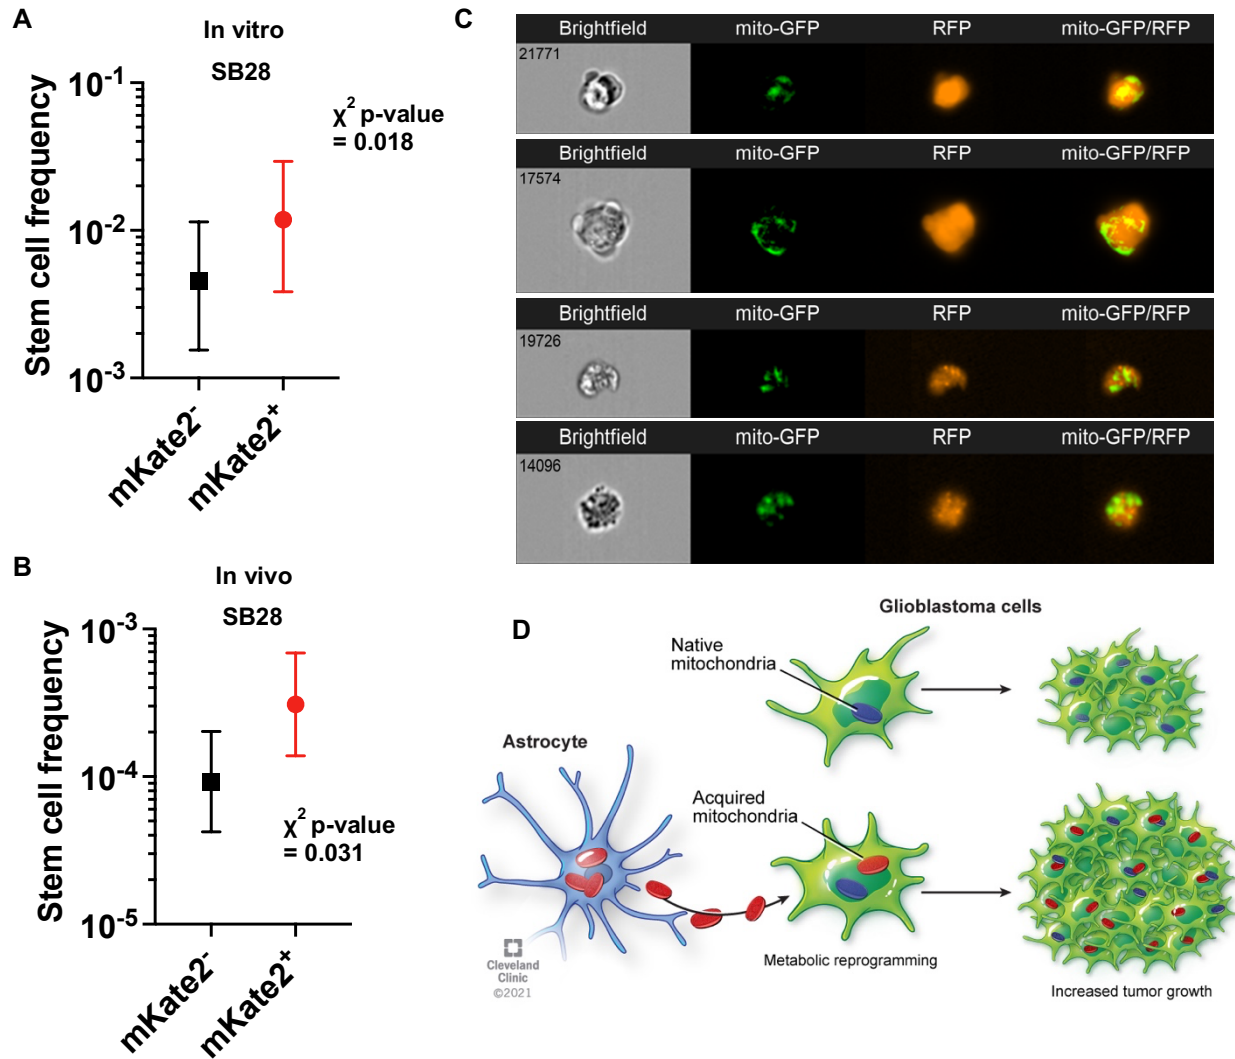 A
In vitro
SB28
Stem cell frequency
10⁻¹
10⁻²
10⁻³
χ² p-value
= 0.018
mKate2⁻
mKate2⁺
B
In vivo
SB28
Stem cell frequency
10⁻³
10⁻⁴
10⁻⁵
χ² p-value
= 0.031
mKate2⁻
mKate2⁺
C
Brightfield mito-GFP RFP mito-GFP/RFP
21771
Brightfield mito-GFP RFP mito-GFP/RFP
17574
Brightfield mito-GFP RFP mito-GFP/RFP
19726
Brightfield mito-GFP RFP mito-GFP/RFP
14096
D
Glioblastoma cells
Native
mitochondria
Astrocyte
Acquired
mitochondria
Metabolic reprogramming
Increased tumor growth
Cleveland
Clinic
©2021